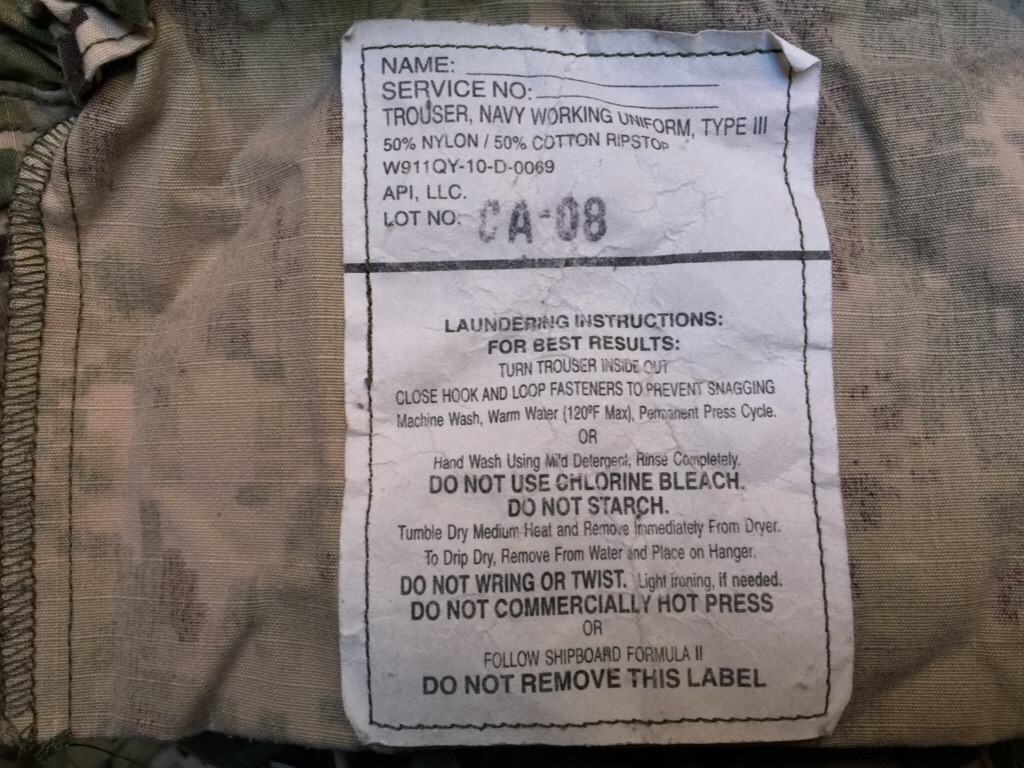 NAME:
SERVICE NO:
TROUSER, NAVY WORKING UNIFORM, TYPE III
50% NYLON / 50% COTTON RIPSTOP
W911QY-10-D-0069
API, LLC.
LOT NO: CA-08
LAUNDERING INSTRUCTIONS:
FOR BEST RESULTS:
TURN TROUSER INSIDE OUT
CLOSE HOOK AND LOOP FASTENERS TO PREVENT SNAGGING
Machine Wash, Warm Water (120ºF Max), Permanent Press Cycle.
OR
Hand Wash Using Mild Detergent, Rinse Completely.
DO NOT USE CHLORINE BLEACH.
DO NOT STARCH.
Tumble Dry Medium Heat and Remove Immediately From Dryer.
To Drip Dry, Remove From Water and Place on Hanger.
DO NOT WRING OR TWIST. Light ironing, if needed.
DO NOT COMMERCIALLY HOT PRESS
OR
FOLLOW SHIPBOARD FORMULA II
DO NOT REMOVE THIS LABEL